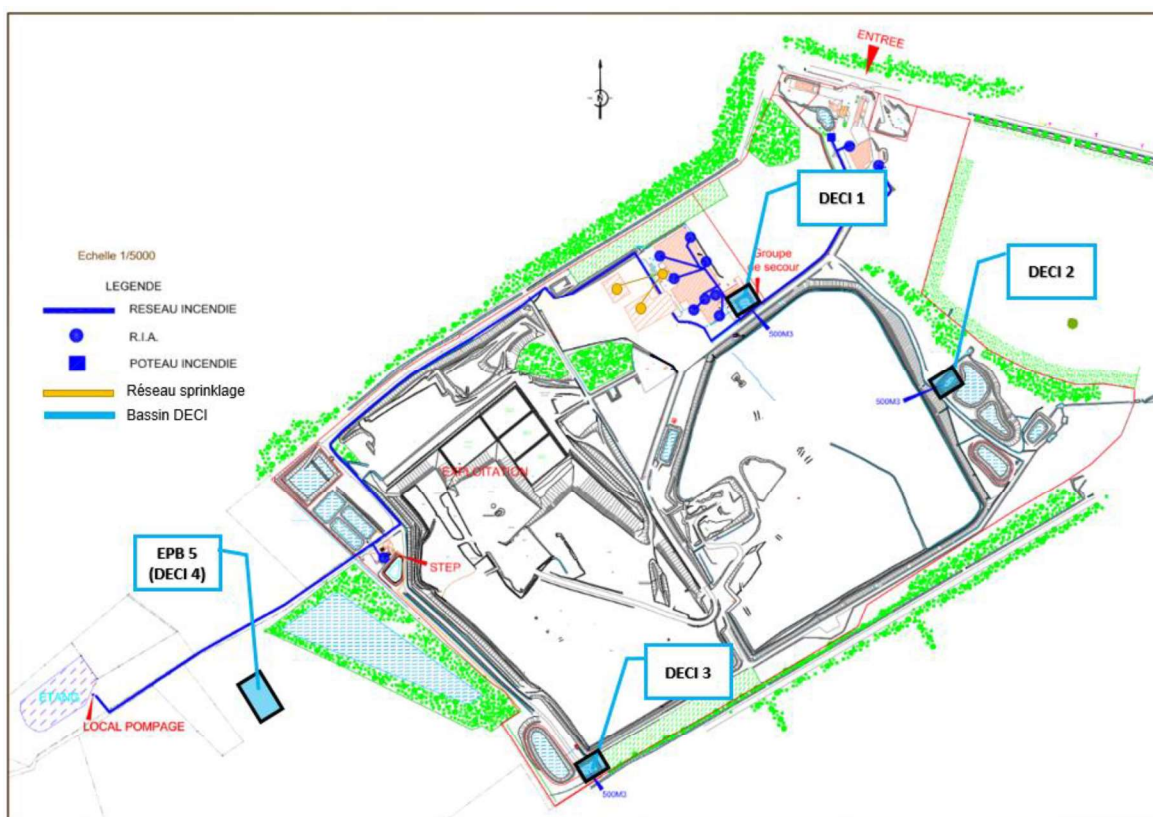 ENTREE
N
DECI 1
Groupe
de secour
500M3
DECI 2
500M3
Echelle 1/5000
LEGENDE
RESEAU INCENDIE
R.I.A.
POTEAU INCENDIE
Réseau sprinklage
Bassin DECI
EXPLOITATION
EPB 5
(DECI 4)
STEP
DECI 3
ETANG
LOCAL POMPAGE
500M3